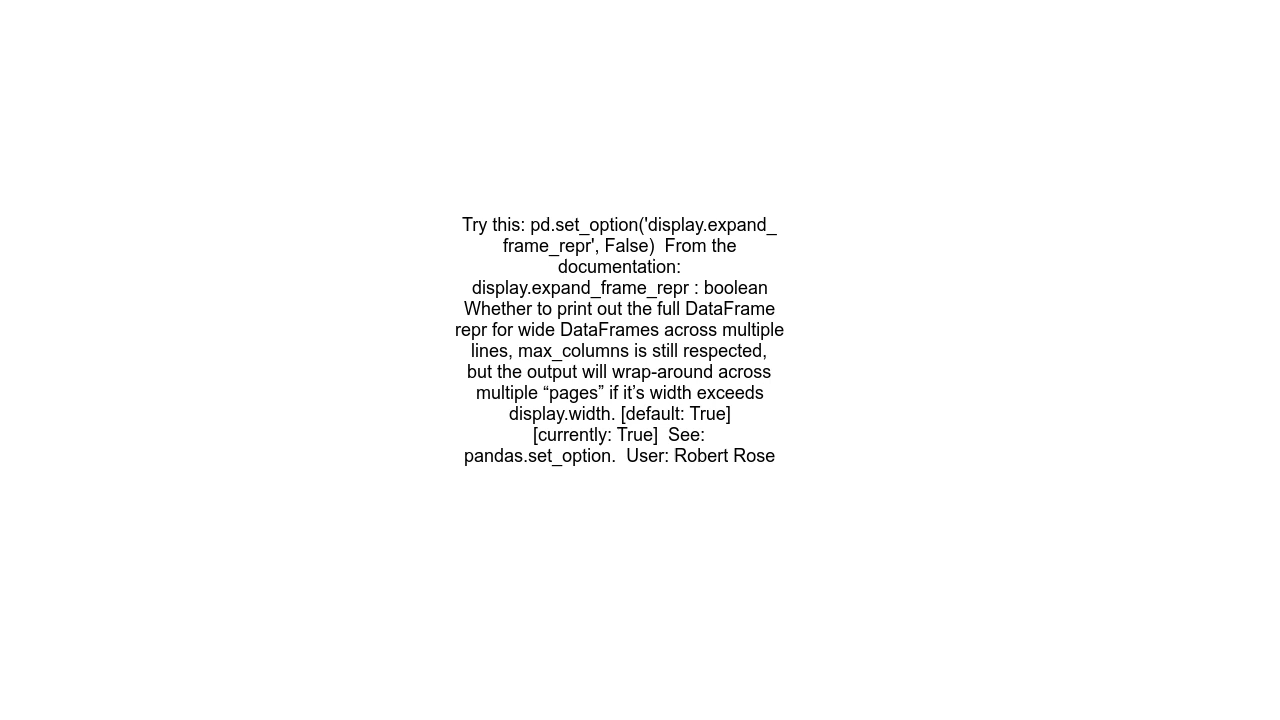 Try this: pd.set_option('display.expand_
frame_repr', False)  From the
documentation:
display.expand_frame_repr : boolean
Whether to print out the full DataFrame
repr for wide DataFrames across multiple
lines, max_columns is still respected,
but the output will wrap-around across
multiple “pages” if it’s width exceeds
display.width. [default: True]
[currently: True]  See:
pandas.set_option.  User: Robert Rose